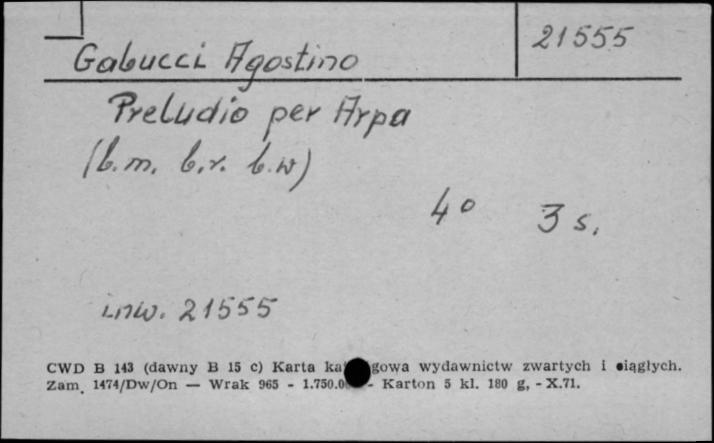 21555
Gabucci Agostino
Preludio per Arpa
(b.m. b.r. b.w)
4° 3 s.
inw. 21555
CWD B 143 (dawny B 15 c) Karta gowa wydawnictw zwartych i ciągłych.
Zam. 1474/Dw/On — Wrak 965 - 1.750.0 - Karton 5 kl. 180 g, - X.71.